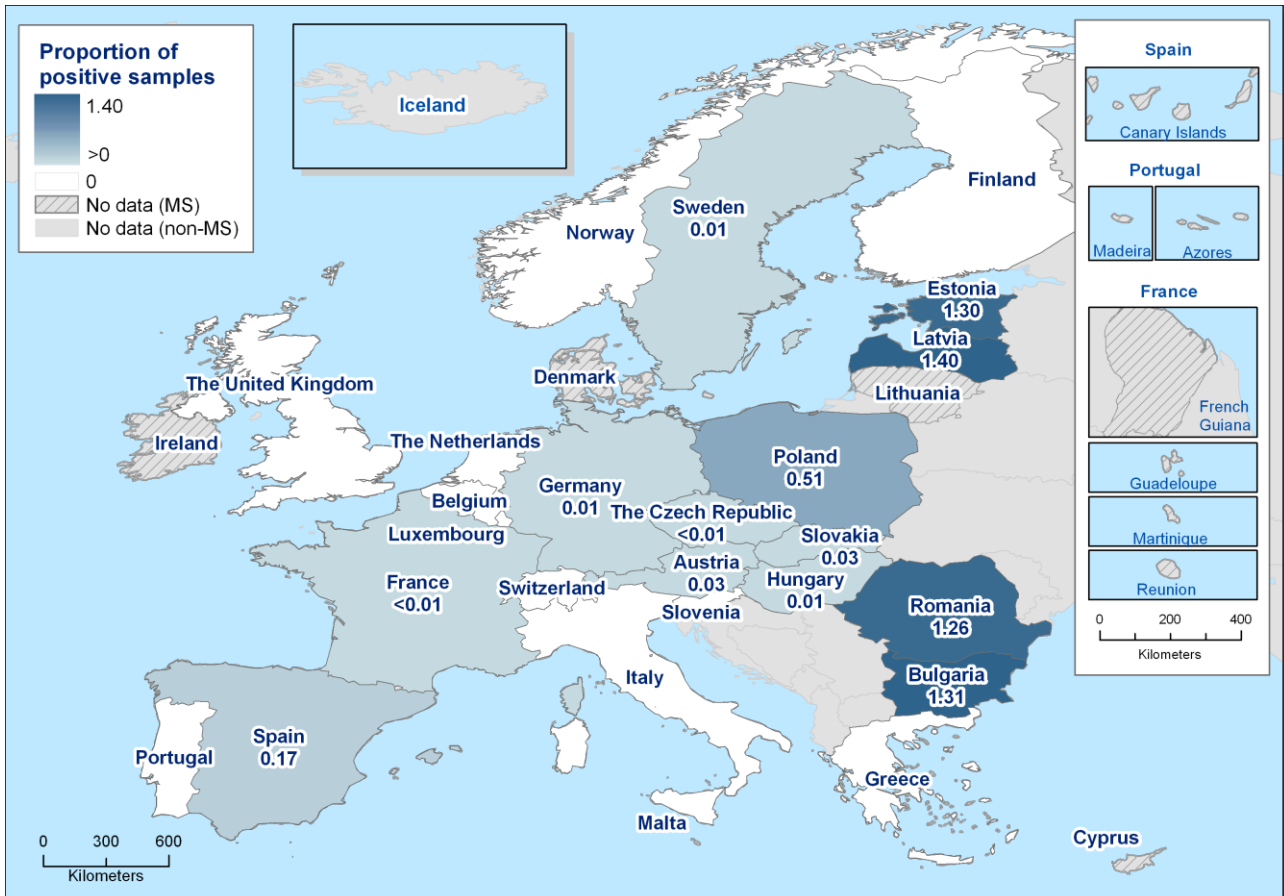 Proportion of
positive samples
1.40
>0
0
No data (MS)
No data (non-MS)
Iceland
Spain
Canary Islands
Portugal
Madeira
Azores
France
French
Guiana
Guadeloupe
Martinique
Reunion
0 200 400
Kilometers
Finland
Sweden
0.01
Norway
Estonia
1.30
Latvia
1.40
Lithuania
Denmark
The United Kingdom
Ireland
The Netherlands
Poland
0.51
Germany
0.01
Belgium
The Czech Republic
<0.01
Luxembourg
Slovakia
0.03
Austria
0.03
France
<0.01
Switzerland
Hungary
0.01
Slovenia
Romania
1.26
Italy
Bulgaria
1.31
Spain
0.17
Portugal
Greece
Malta
Cyprus
0 300 600
Kilometers